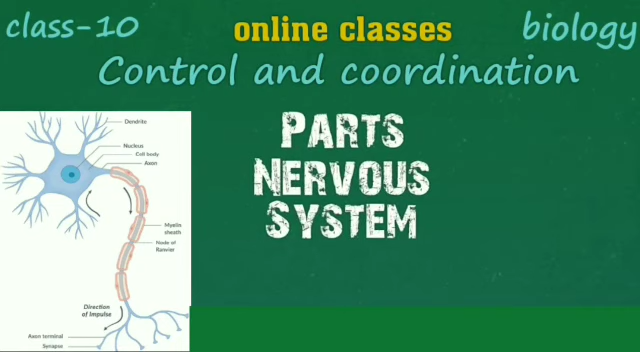 class-10
online classes
biology
Control and coordination
PARTS
NERVOUS
SYSTEM
Dendrite
Nucleus
Cell body
Axon
Myelin
sheath
Node of
Ranvier
Direction
of Impulse
Axon terminal
Synapse